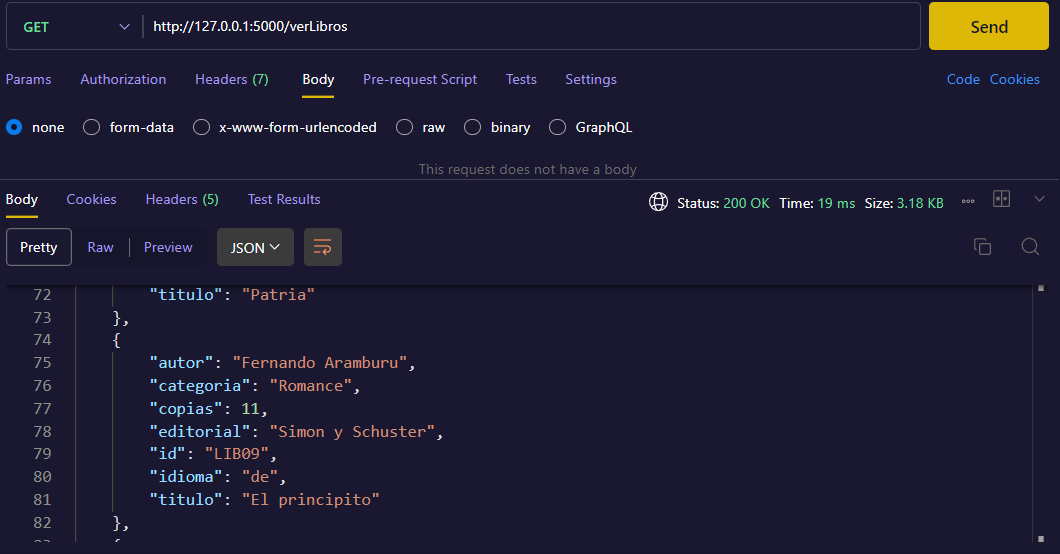 GET http://127.0.0.1:5000/verLibros Send
Params Authorization Headers (7) Body Pre-request Script Tests Settings Code Cookies
none form-data x-www-form-urlencoded raw binary GraphQL
This request does not have a body
Body Cookies Headers (5) Test Results Status: 200 OK Time: 19 ms Size: 3.18 KB
Pretty Raw Preview JSON
72 "titulo": "Patria"
73 },
74 {
75 "autor": "Fernando Aramburu",
76 "categoria": "Romance",
77 "copias": 11,
78 "editorial": "Simon y Schuster",
79 "id": "LIB09",
80 "idioma": "de",
81 "titulo": "El principito"
82 },